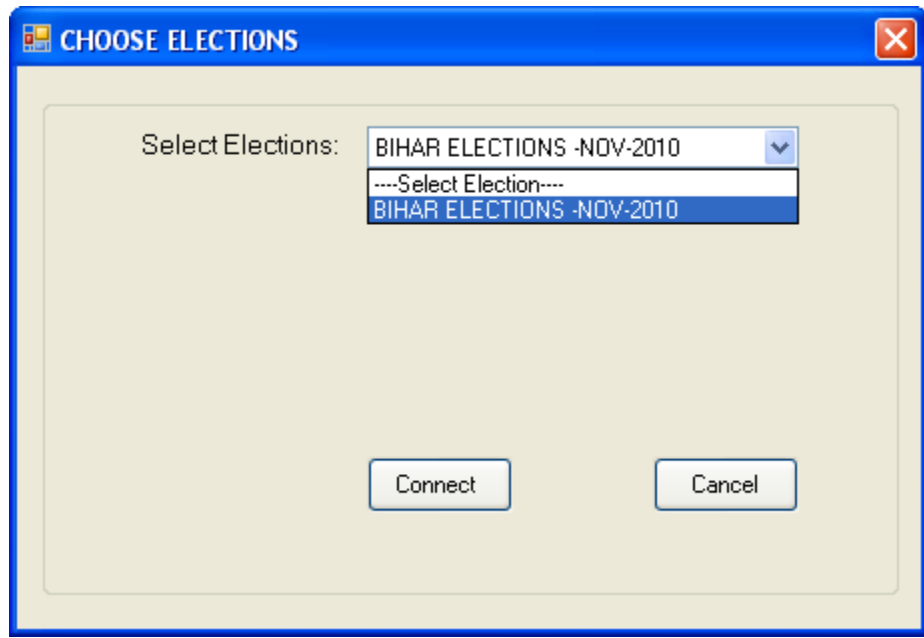 CHOOSE ELECTIONS
Select Elections: BIHAR ELECTIONS -NOV-2010
----Select Election----
BIHAR ELECTIONS -NOV-2010
Connect Cancel